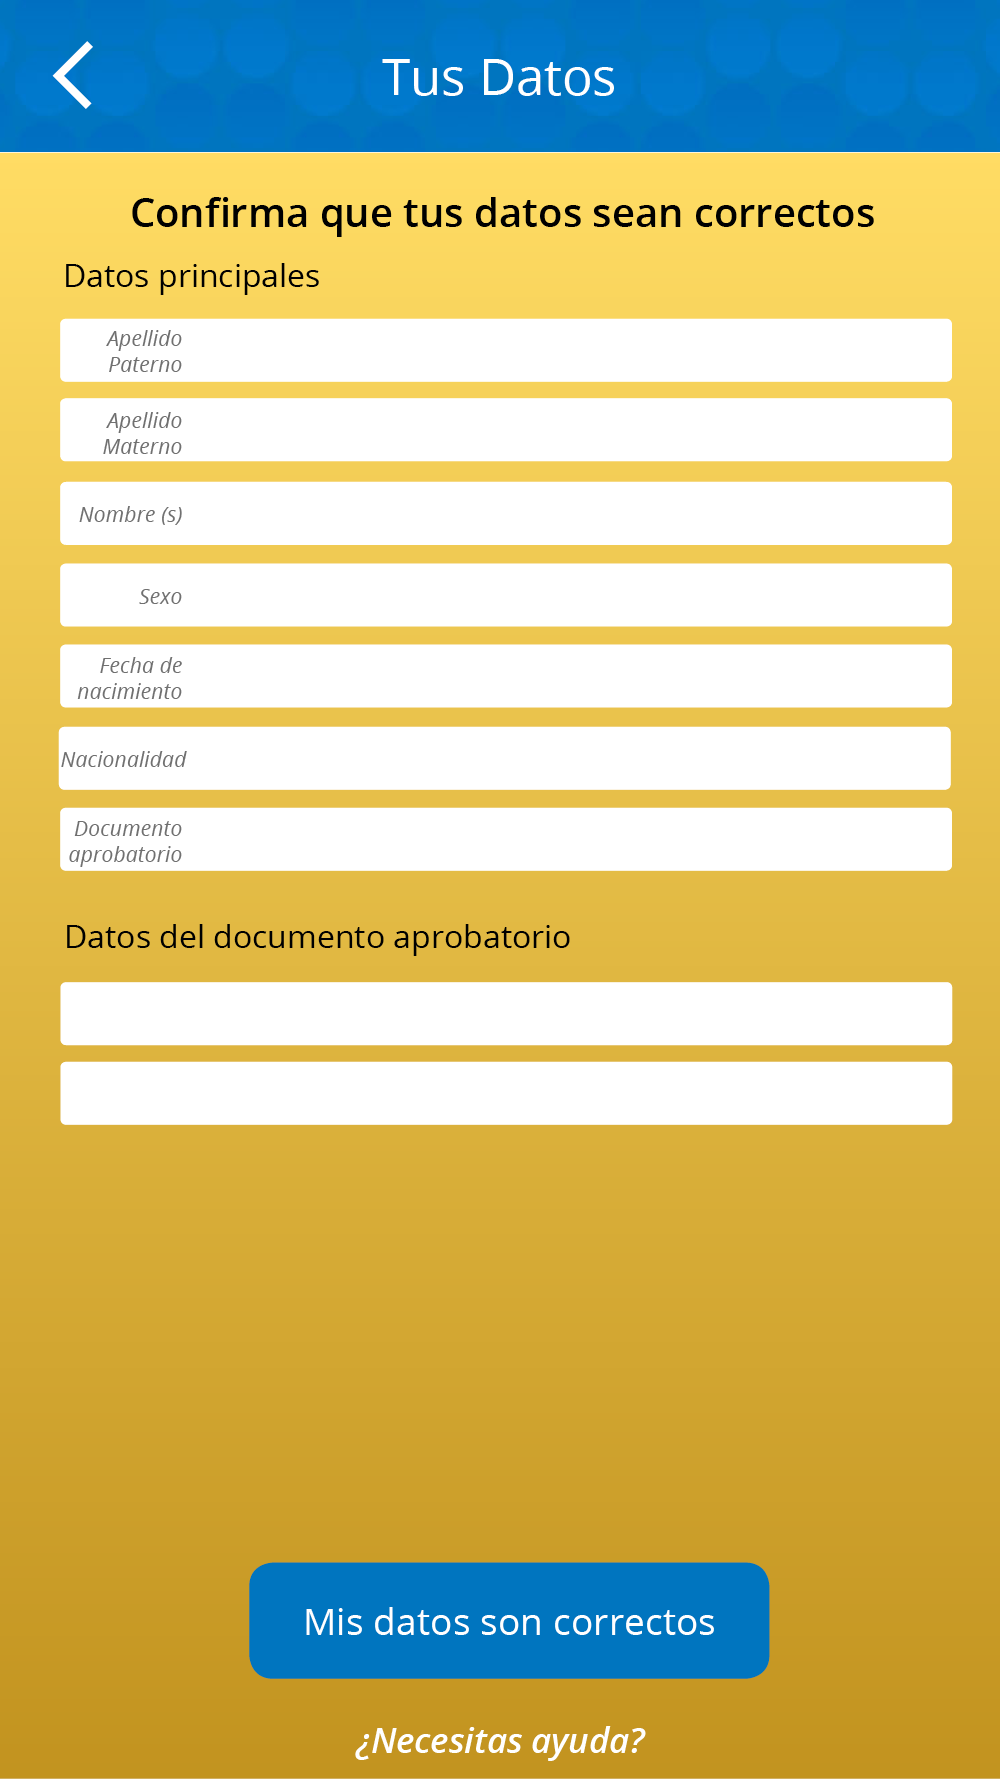 Tus Datos
Confirma que tus datos sean correctos
Datos principales
Apellido
Paterno
Apellido
Materno
Nombre (s)
Sexo
Fecha de
nacimiento
Nacionalidad
Documento
aprobatorio
Datos del documento aprobatorio
Mis datos son correctos
¿Necesitas ayuda?